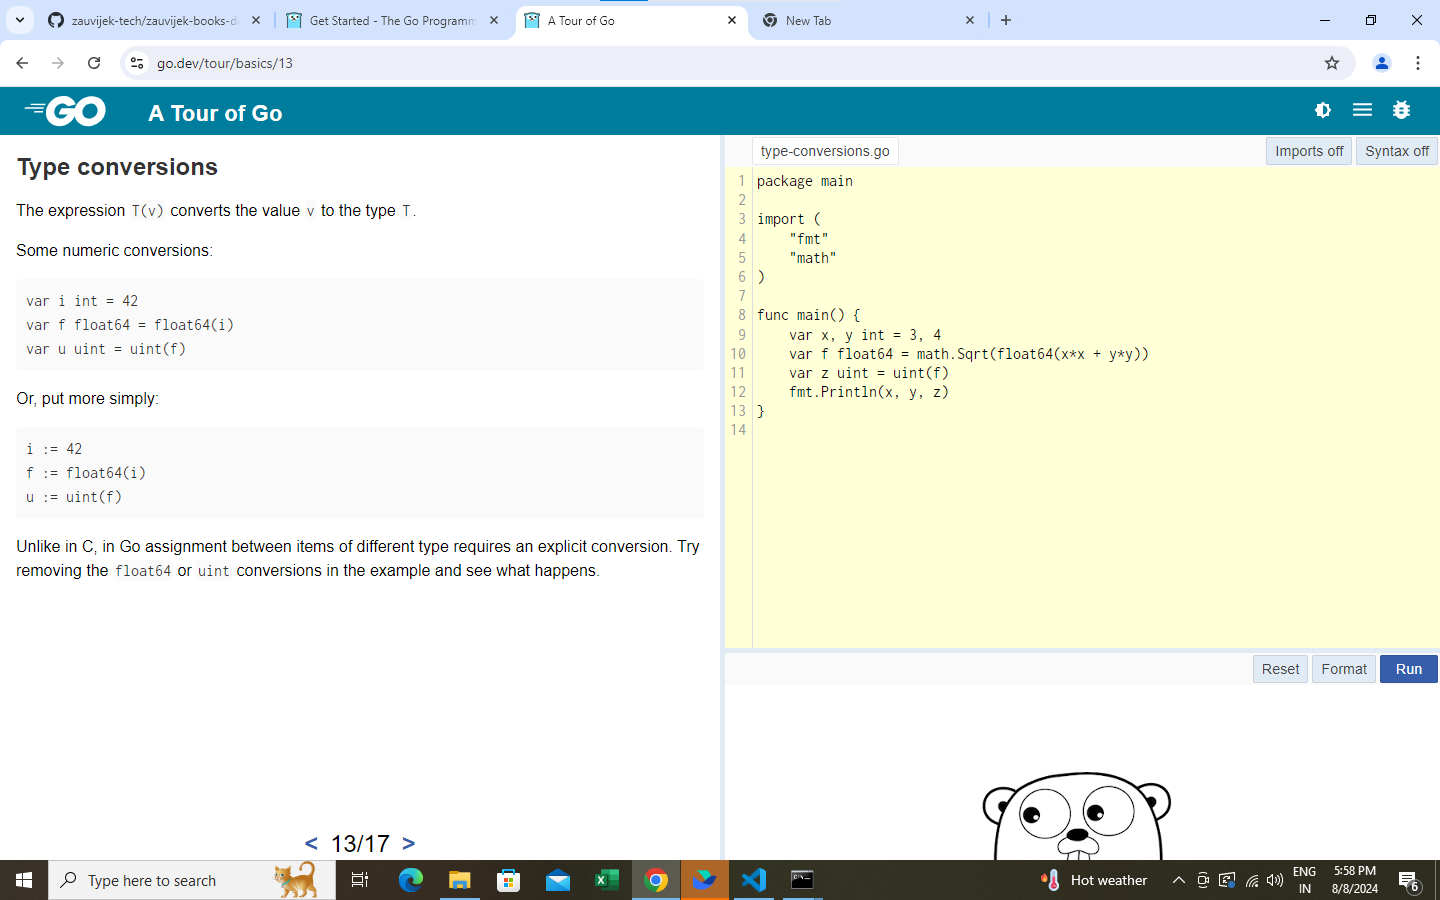 zauvijek-tech/zauvijek-books-d
Get Started - The Go Programm
A Tour of Go
New Tab
go.dev/tour/basics/13
GO
A Tour of Go
Type conversions
The expression T(v) converts the value v to the type T.
Some numeric conversions:
var i int = 42
var f float64 = float64(i)
var u uint = uint(f)
Or, put more simply:
i := 42
f := float64(i)
u := uint(f)
Unlike in C, in Go assignment between items of different type requires an explicit conversion. Try
removing the float64 or uint conversions in the example and see what happens.
< 13/17 >
type-conversions.go
Imports off
Syntax off
1 package main
2
3 import (
4     "fmt"
5     "math"
6 )
7
8 func main() {
9     var x, y int = 3, 4
10     var f float64 = math.Sqrt(float64(x*x + y*y))
11     var z uint = uint(f)
12     fmt.Println(x, y, z)
13 }
14
Reset
Format
Run
Type here to search
Hot weather
ENG
IN
5:58 PM
8/8/2024
6